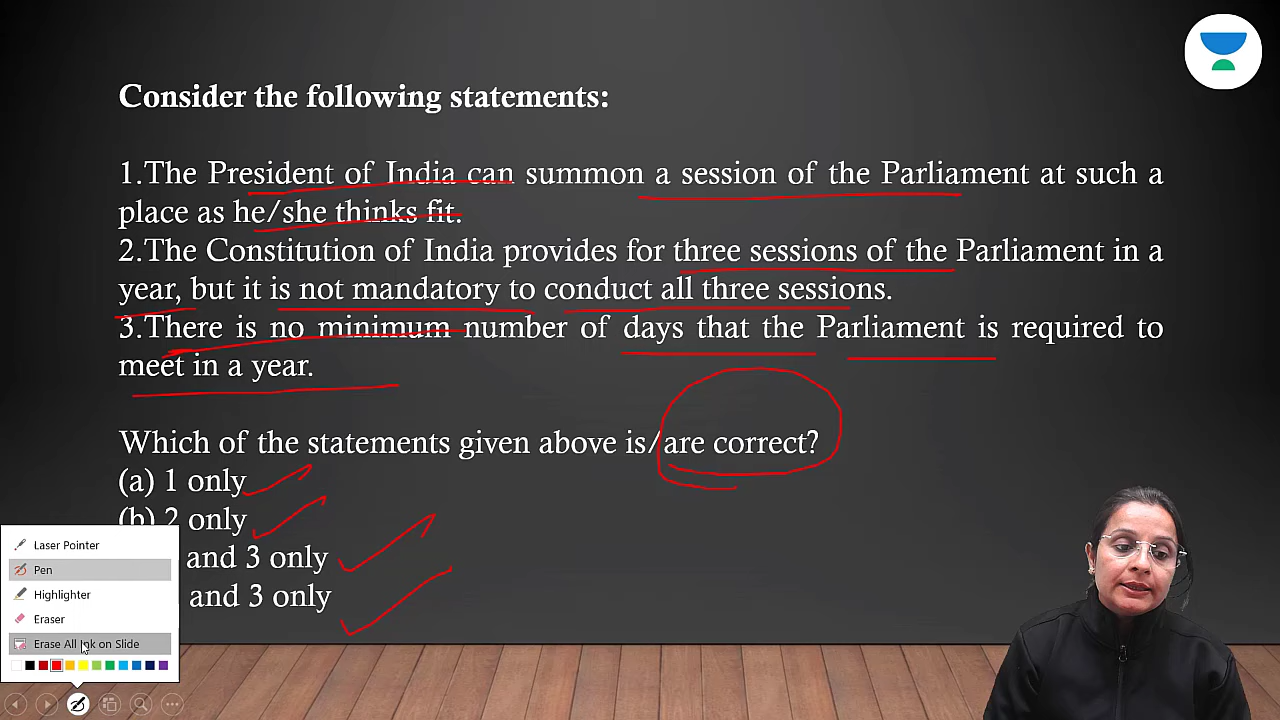 Consider the following statements:
1.The President of India can summon a session of the Parliament at such a
place as he/she thinks fit.
2.The Constitution of India provides for three sessions of the Parliament in a
year, but it is not mandatory to conduct all three sessions.
3.There is no minimum number of days that the Parliament is required to
meet in a year.
Which of the statements given above is/are correct?
(a) 1 only
(b) 2 only
and 3 only
and 3 only
Laser Pointer
Pen
Highlighter
Eraser
Erase All Ink on Slide